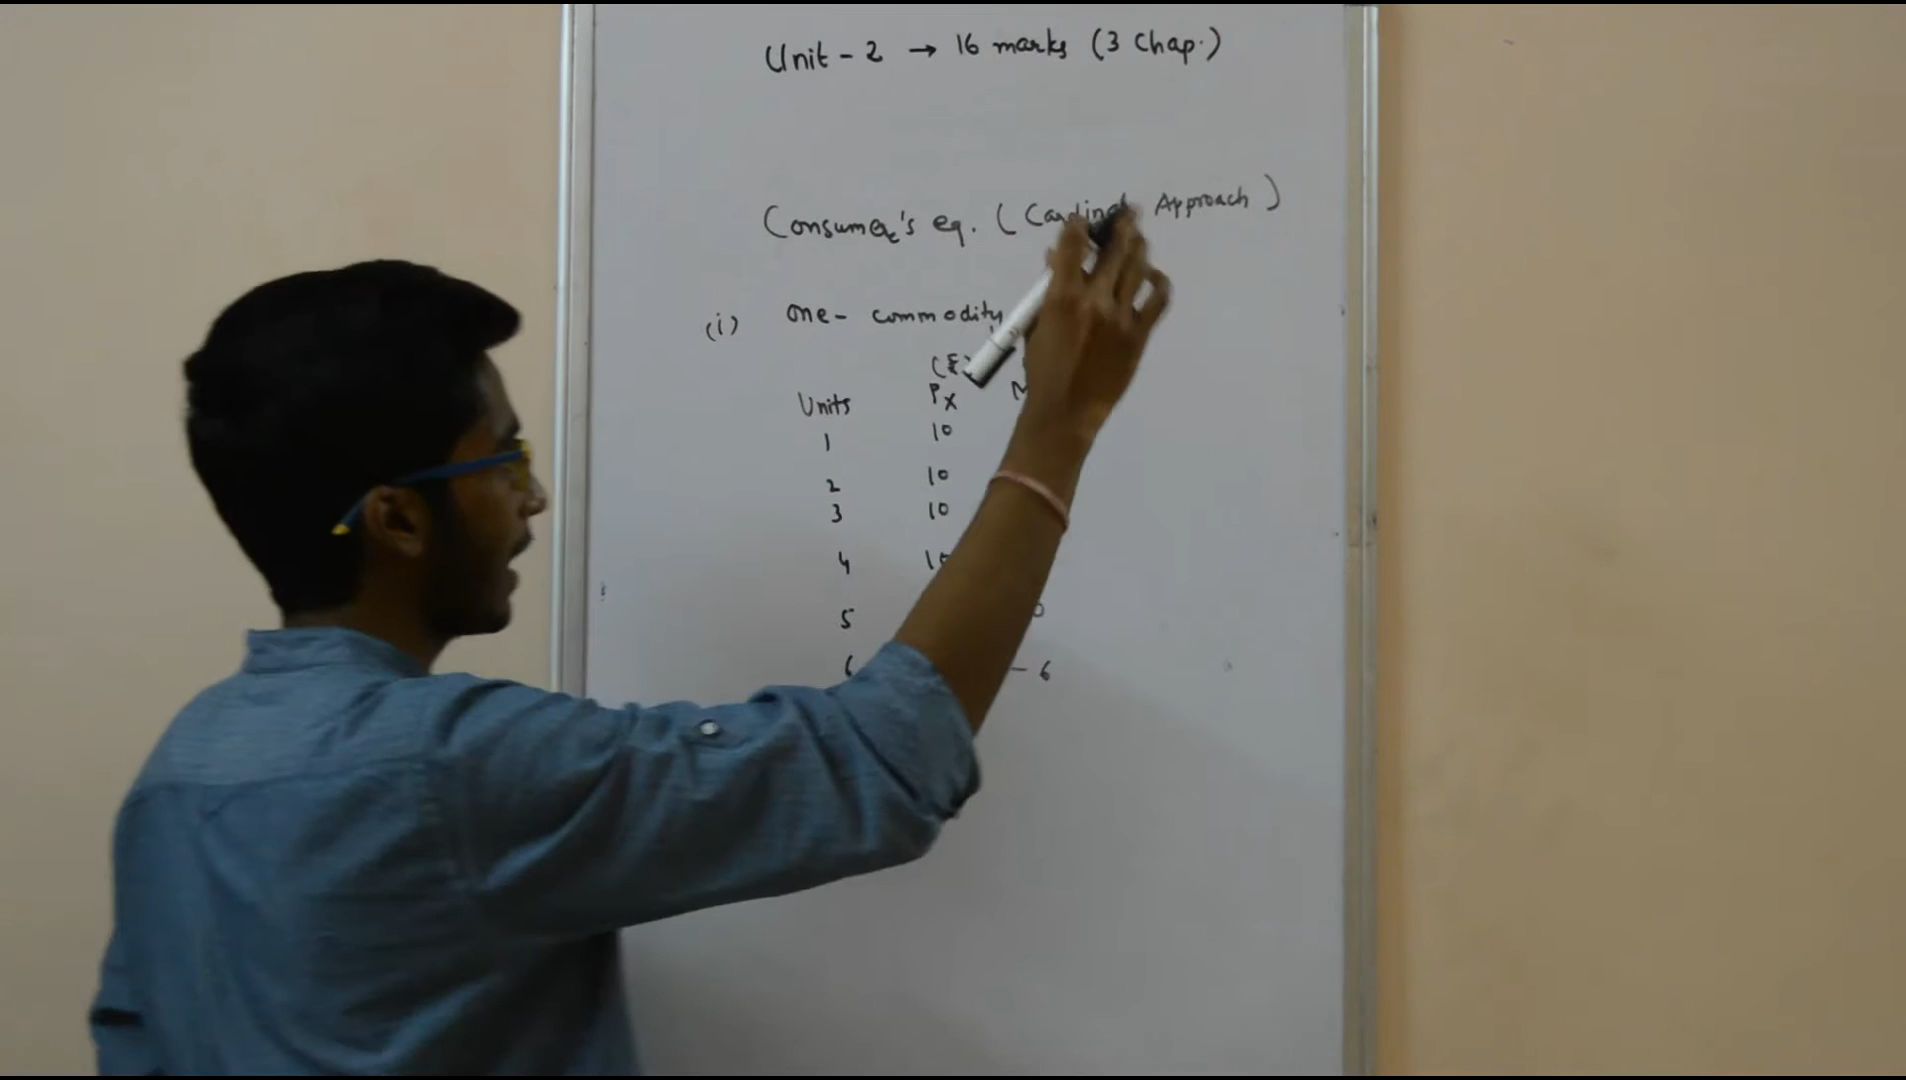 Unit - 2 → 16 marks (3 Chap.)
Consumer's eq. (Cardinal Approach)
(i) one - commodity
(₹)
Units Px M
1 10
2 10
3 10
4 10
5 0
6 - 6